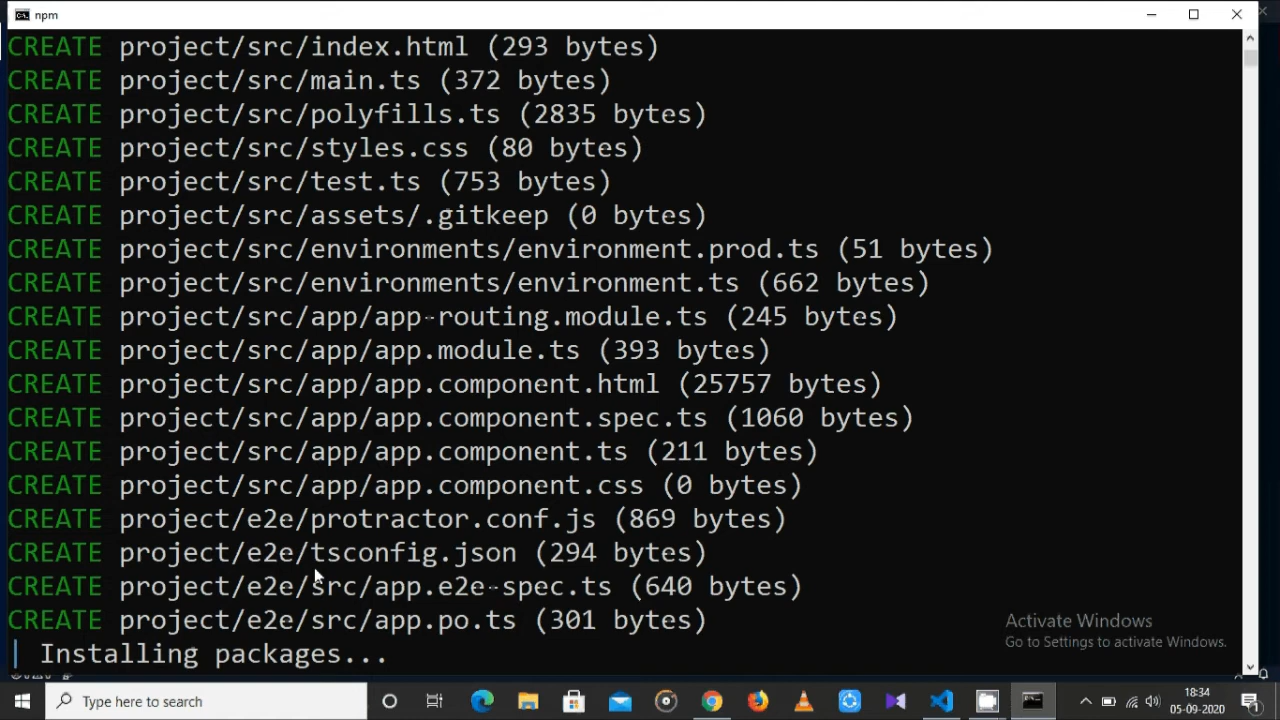 npm
CREATE project/src/index.html (293 bytes)
CREATE project/src/main.ts (372 bytes)
CREATE project/src/polyfills.ts (2835 bytes)
CREATE project/src/styles.css (80 bytes)
CREATE project/src/test.ts (753 bytes)
CREATE project/src/assets/.gitkeep (0 bytes)
CREATE project/src/environments/environment.prod.ts (51 bytes)
CREATE project/src/environments/environment.ts (662 bytes)
CREATE project/src/app/app-routing.module.ts (245 bytes)
CREATE project/src/app/app.module.ts (393 bytes)
CREATE project/src/app/app.component.html (25757 bytes)
CREATE project/src/app/app.component.spec.ts (1060 bytes)
CREATE project/src/app/app.component.ts (211 bytes)
CREATE project/src/app/app.component.css (0 bytes)
CREATE project/e2e/protractor.conf.js (869 bytes)
CREATE project/e2e/tsconfig.json (294 bytes)
CREATE project/e2e/src/app.e2e-spec.ts (640 bytes)
CREATE project/e2e/src/app.po.ts (301 bytes)
| Installing packages...
Activate Windows
Go to Settings to activate Windows.
Type here to search
18:34
05-09-2020
1